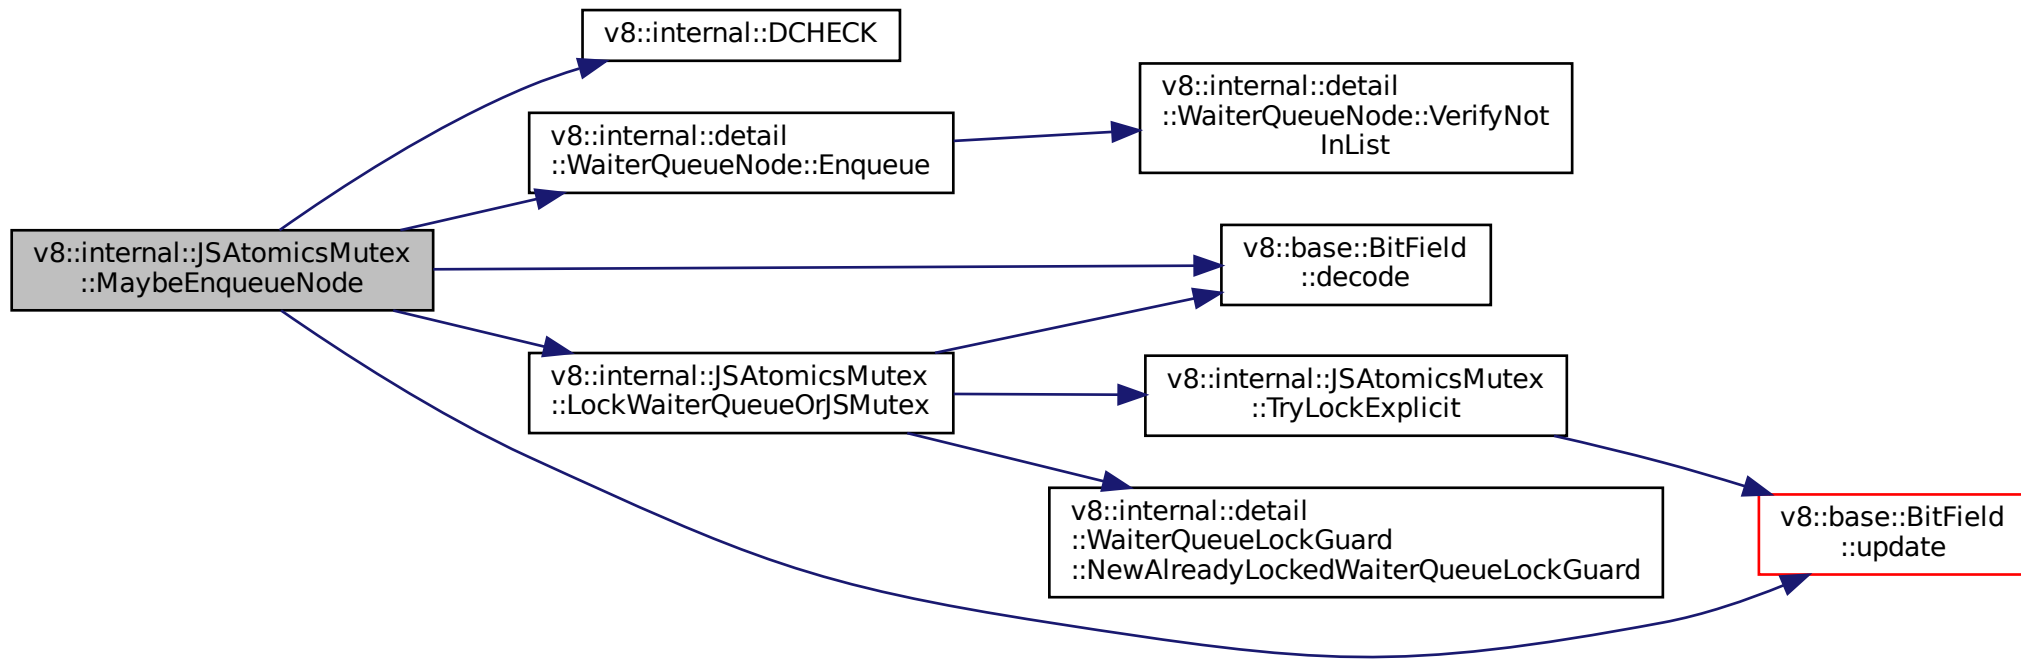 v8::internal::DCHECK
v8::internal::detail
::WaiterQueueNode::VerifyNot
InList
v8::internal::detail
::WaiterQueueNode::Enqueue
v8::internal::JSAtomicsMutex
::MaybeEnqueueNode
v8::base::BitField
::decode
v8::internal::JSAtomicsMutex
::LockWaiterQueueOrJSMutex
v8::internal::JSAtomicsMutex
::TryLockExplicit
v8::internal::detail
::WaiterQueueLockGuard
::NewAlreadyLockedWaiterQueueLockGuard
v8::base::BitField
::update